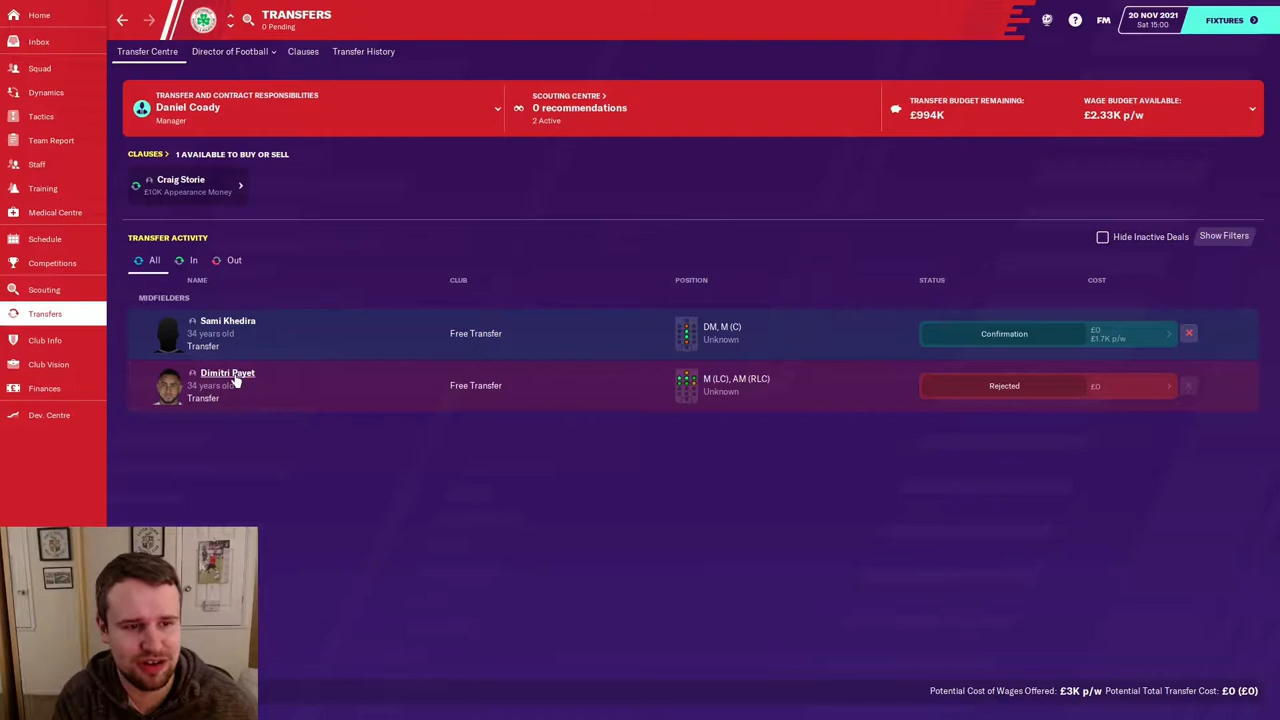 Home
TRANSFERS
0 Pending
FM
20 NOV 2021
Sat 15:00
FIXTURES
Inbox
Squad
Dynamics
Tactics
Team Report
Staff
Training
Medical Centre
Schedule
Competitions
Scouting
Transfers
Club Info
Club Vision
Finances
Dev. Centre
Transfer Centre
Director of Football
Clauses
Transfer History
TRANSFER AND CONTRACT RESPONSIBILITIES
Daniel Coady
Manager
SCOUTING CENTRE >
0 recommendations
2 Active
TRANSFER BUDGET REMAINING:
£994K
WAGE BUDGET AVAILABLE:
£2.33K p/w
CLAUSES > 1 AVAILABLE TO BUY OR SELL
Craig Storie
£10K Appearance Money
TRANSFER ACTIVITY
Hide Inactive Deals
Show Filters
All
In
Out
NAME CLUB POSITION STATUS COST
MIDFIELDERS
Sami Khedira
34 years old
Transfer
Free Transfer
DM, M (C)
Unknown
Confirmation
£0
£1.7K p/w
Dimitri Payet
34 years old
Transfer
Free Transfer
M (LC), AM (RLC)
Unknown
Rejected
£0
Potential Cost of Wages Offered: £3K p/w Potential Total Transfer Cost: £0 (£0)